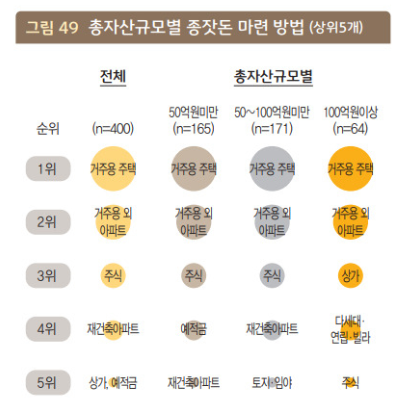 그림 49 총자산규모별 종잣돈 마련 방법 (상위5개)
전체 총자산규모별
50억원미만 50~100억원미만 100억원이상
순위 (n=400) (n=165) (n=171) (n=64)
1위 거주용 주택 거주용 주택 거주용 주택 거주용 주택
거주용 외 거주용 외 거주용 외 거주용 외
2위 아파트 아파트 아파트 아파트
3위 주식 주식 주식 상가
4위 재건축아파트 예적금 재건축아파트 다세대·
연립·빌라
5위 상가, 예적금 재건축아파트 토지·임야 주식